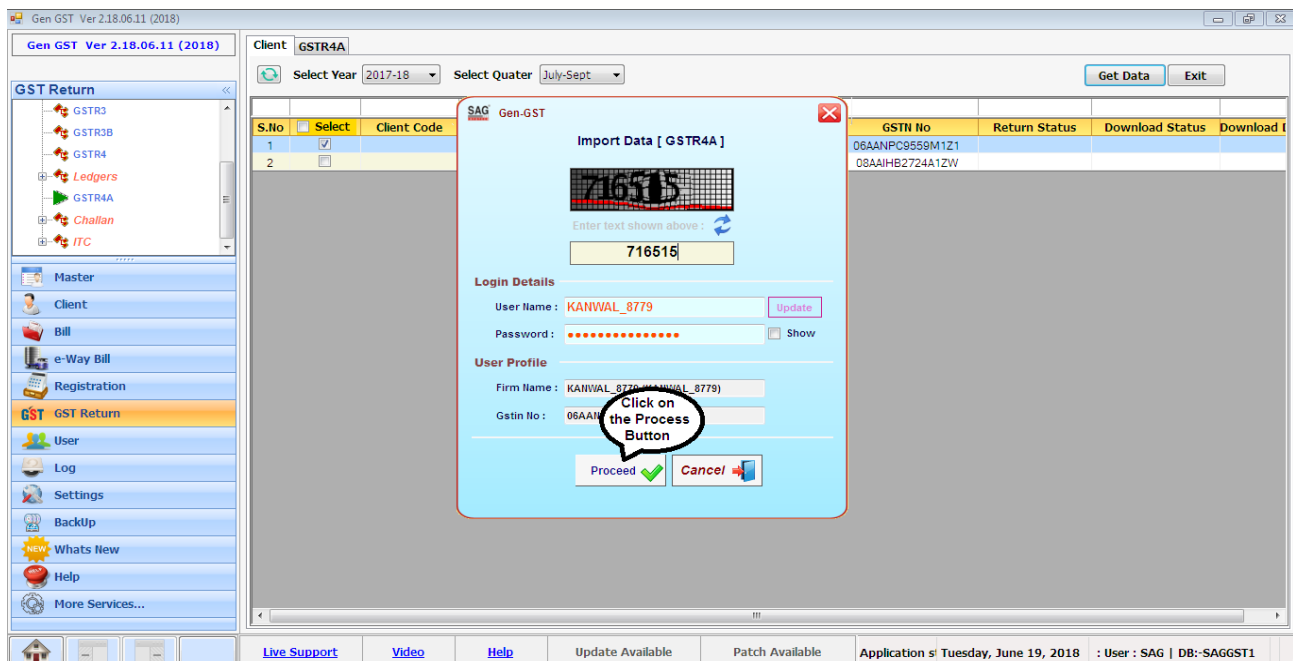 Gen GST Ver 2.18.06.11 (2018)
Gen GST Ver 2.18.06.11 (2018)
Client GSTR4A
Select Year 2017-18 Select Quater July-Sept Get Data Exit
GST Return
GSTR3
GSTR3B
GSTR4
Ledgers
GSTR4A
Challan
ITC
Master
Client
Bill
e-Way Bill
Registration
GST GST Return
User
Log
Settings
BackUp
NEW Whats New
Help
More Services...
S.No Select Client Code GSTN No Return Status Download Status Download
1 06AANPC9559M1Z1
2 08AAIHB2724A1ZW
SAG Gen-GST
Import Data [ GSTR4A ]
716515
Enter text shown above :
716515
Login Details
User Name : KANWAL_8779 Update
Password : Show
User Profile
Firm Name : KANWAL_8779 (KANWAL_8779)
Gstin No : 06AAN
Click on
the Process
Button
Proceed Cancel
Live Support Video Help Update Available Patch Available Application s Tuesday, June 19, 2018 : User : SAG | DB:-SAGGST1